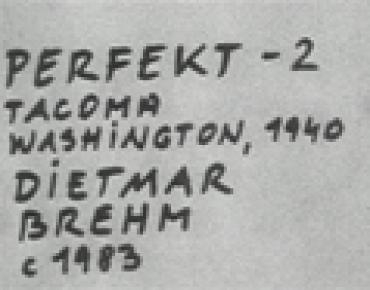 PERFEKT - 2
TACOMA
WASHiNGTON, 1940
DiETMAR
BREHM
c 1983